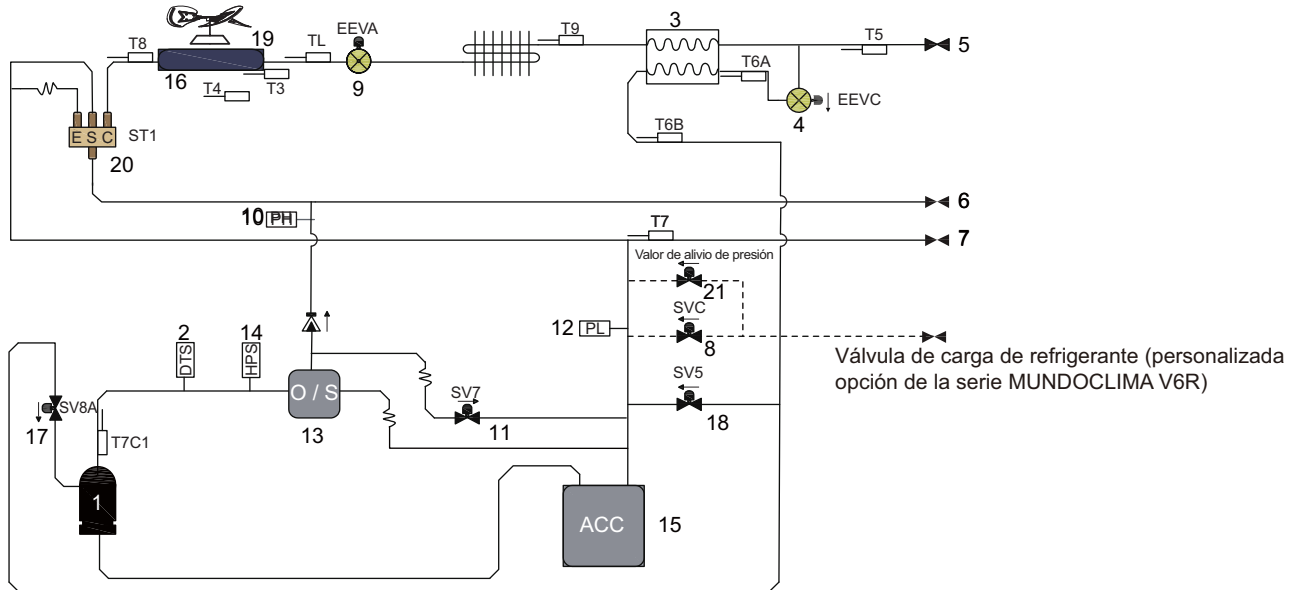 EEVA
3
T8
19
TL
T9
T5
5
16
T3
9
T6A
T4
EEVC
4
E S C
ST1
T6B
20
6
10 PH
T7
7
Valor de alivio de presión
21
2
14
SVC
12 PL
DTS
HPS
8
Válvula de carga de refrigerante (personalizada
opción de la serie MUNDOCLIMA V6R)
SV5
O / S
SV7
SV8A
18
17
13
11
T7C1
1
ACC
15